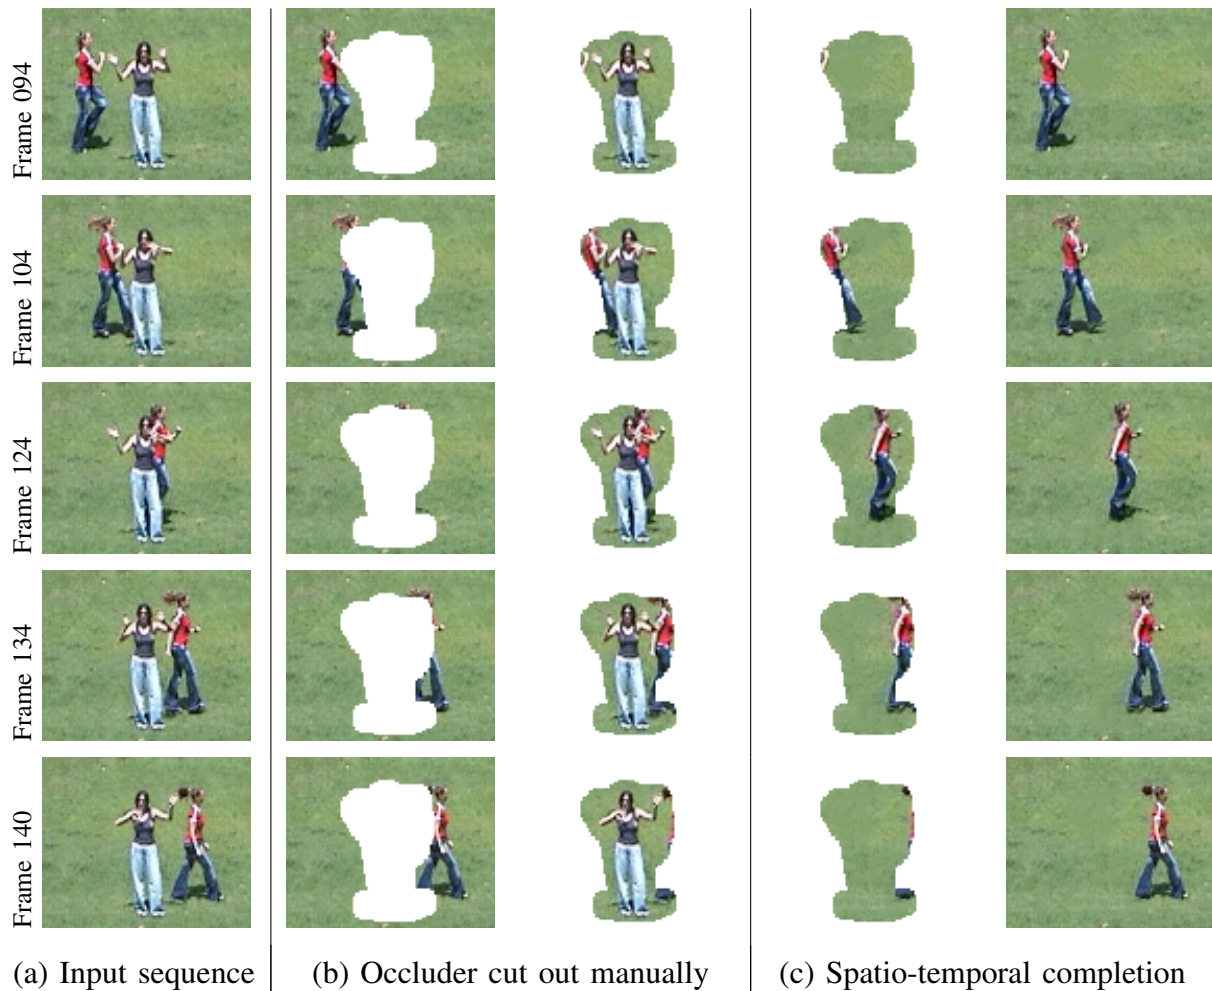 Frame 094
Frame 104
Frame 124
Frame 134
Frame 140
(a) Input sequence
(b) Occluder cut out manually
(c) Spatio-temporal completion